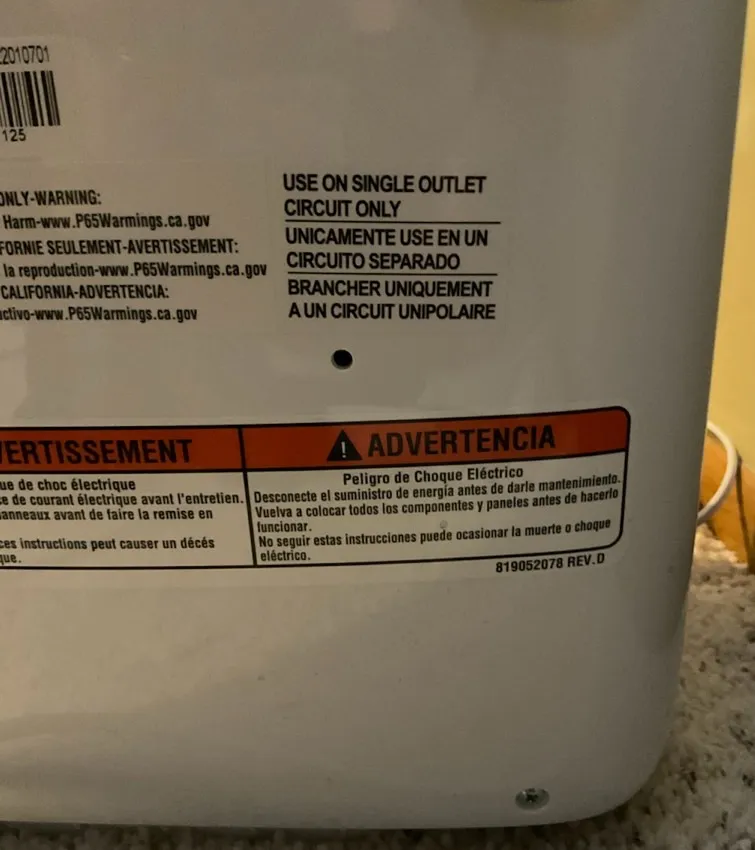 22010701
125
ONLY-WARNING:
Harm-www.P65Warmings.ca.gov
FORNIE SEULEMENT-AVERTISSEMENT:
la reproduction-www.P65Warmings.ca.gov
CALIFORNIA-ADVERTENCIA:
uctivo-www.P65Warmings.ca.gov
USE ON SINGLE OUTLET
CIRCUIT ONLY
UNICAMENTE USE EN UN
CIRCUITO SEPARADO
BRANCHER UNIQUEMENT
A UN CIRCUIT UNIPOLAIRE
VERTISSEMENT
ue de choc électrique
e de courant électrique avant l'entretien.
anneaux avant de faire la remise en
ces instructions peut causer un décés
que.
ADVERTENCIA
Peligro de Choque Eléctrico
Desconecte el suministro de energía antes de darle mantenimiento.
Vuelva a colocar todos los componentes y paneles antes de hacerlo
funcionar.
No seguir estas instrucciones puede ocasionar la muerte o choque
eléctrico.
819052078 REV.D